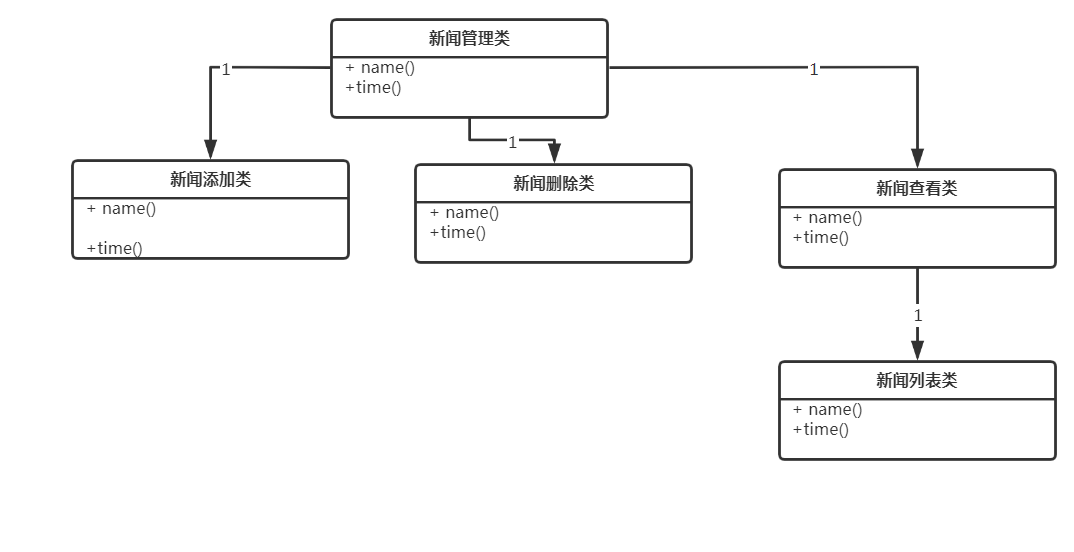 新闻管理类
+ name()
+time()
1
1
1
新闻添加类
+ name()
+time()
新闻删除类
+ name()
+time()
新闻查看类
+ name()
+time()
1
新闻列表类
+ name()
+time()